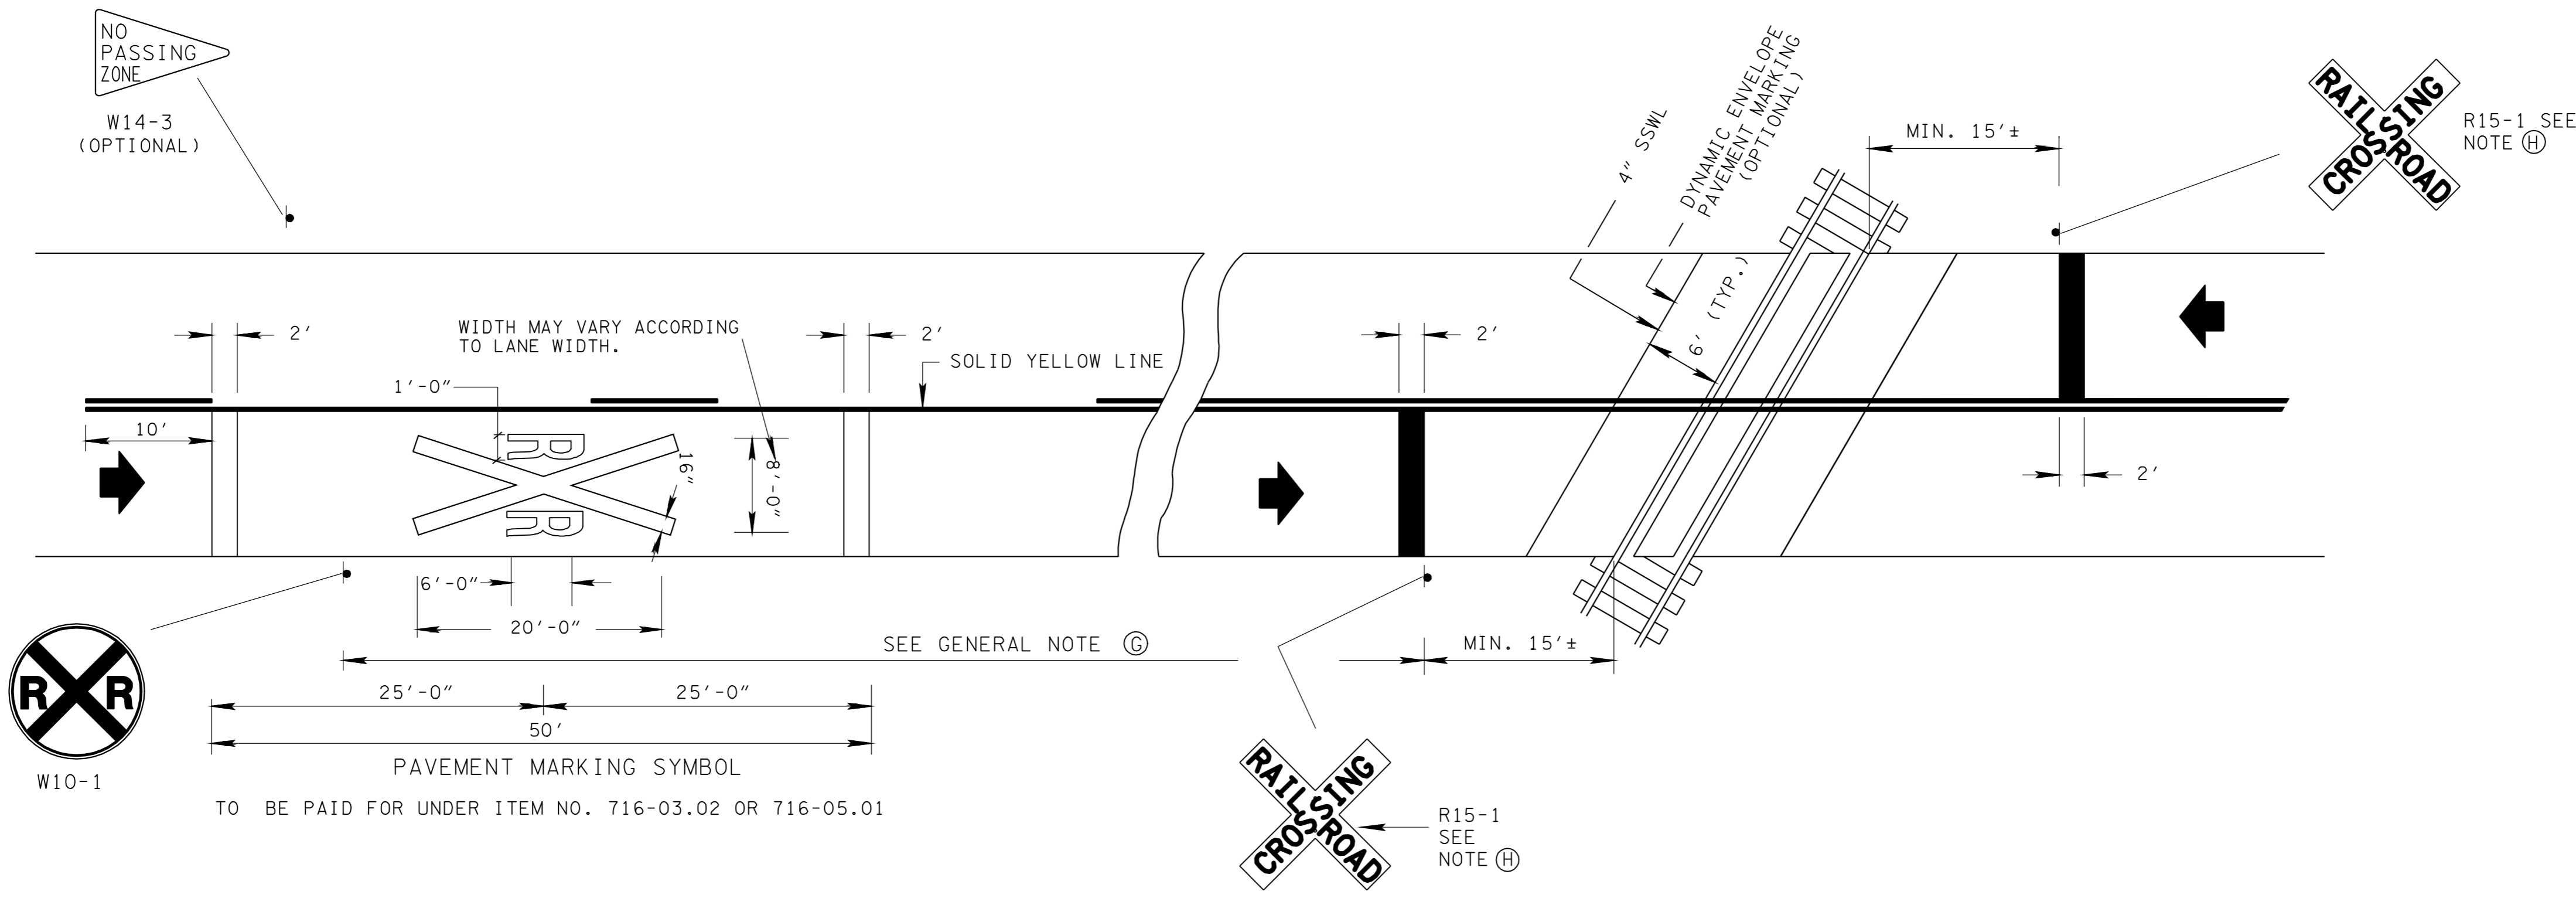 NO
PASSING
ZONE
W14-3
(OPTIONAL)
4" SSWL
DYNAMIC ENVELOPE
PAVEMENT MARKING
(OPTIONAL)
MIN. 15'±
RAILROAD
CROSSING
R15-1 SEE
NOTE Ⓗ
2'
WIDTH MAY VARY ACCORDING
TO LANE WIDTH.
2'
SOLID YELLOW LINE
2'
6' (TYP.)
1'-0"
10'
R
R
16"
8'-0"
2'
6'-0"
20'-0"
SEE GENERAL NOTE Ⓖ
MIN. 15'±
R R
W10-1
25'-0"
25'-0"
50'
PAVEMENT MARKING SYMBOL
TO BE PAID FOR UNDER ITEM NO. 716-03.02 OR 716-05.01
RAILROAD
CROSSING
R15-1
SEE
NOTE Ⓗ